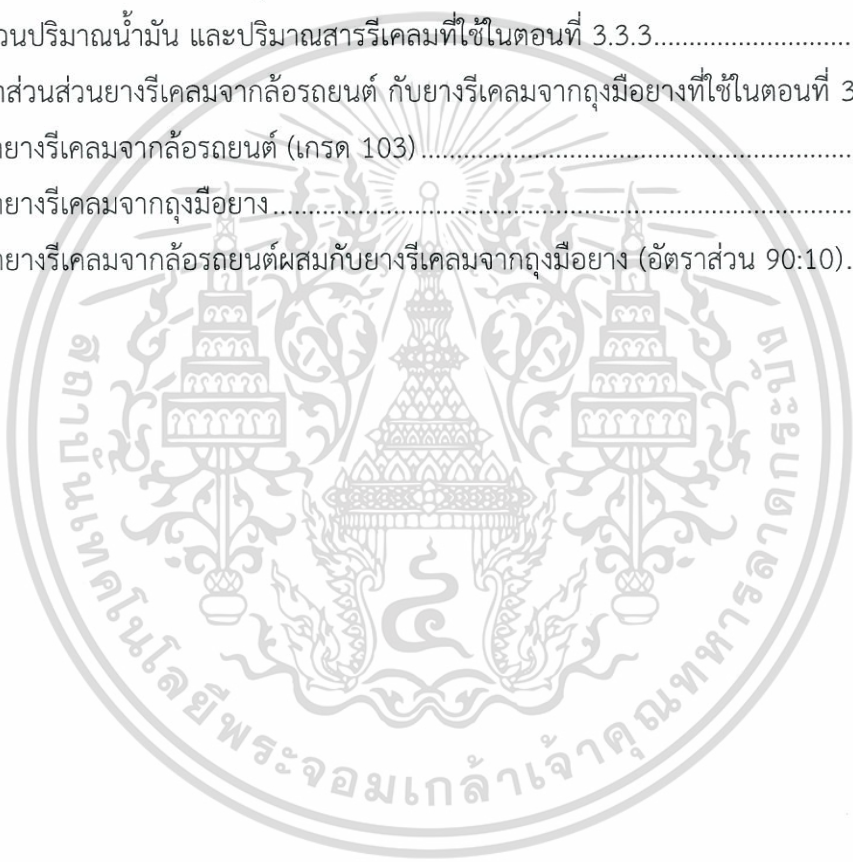 วนปริมาณน้ำมัน และปริมาณสารรีเคลมที่ใช้ในตอนที่ 3.3.3
าส่วนส่วนยางรีเคลมจากล้อรถยนต์ กับยางรีเคลมจากถุงมือยางที่ใช้ในตอนที่ 3
ายางรีเคลมจากล้อรถยนต์ (เกรด 103)
ายางรีเคลมจากถุงมือยาง
ายางรีเคลมจากล้อรถยนต์ผสมกับยางรีเคลมจากถุงมือยาง (อัตราส่วน 90:10)
สถาบันเทคโนโลยีพระจอมเกล้าเจ้าคุณทหารลาดกระบัง